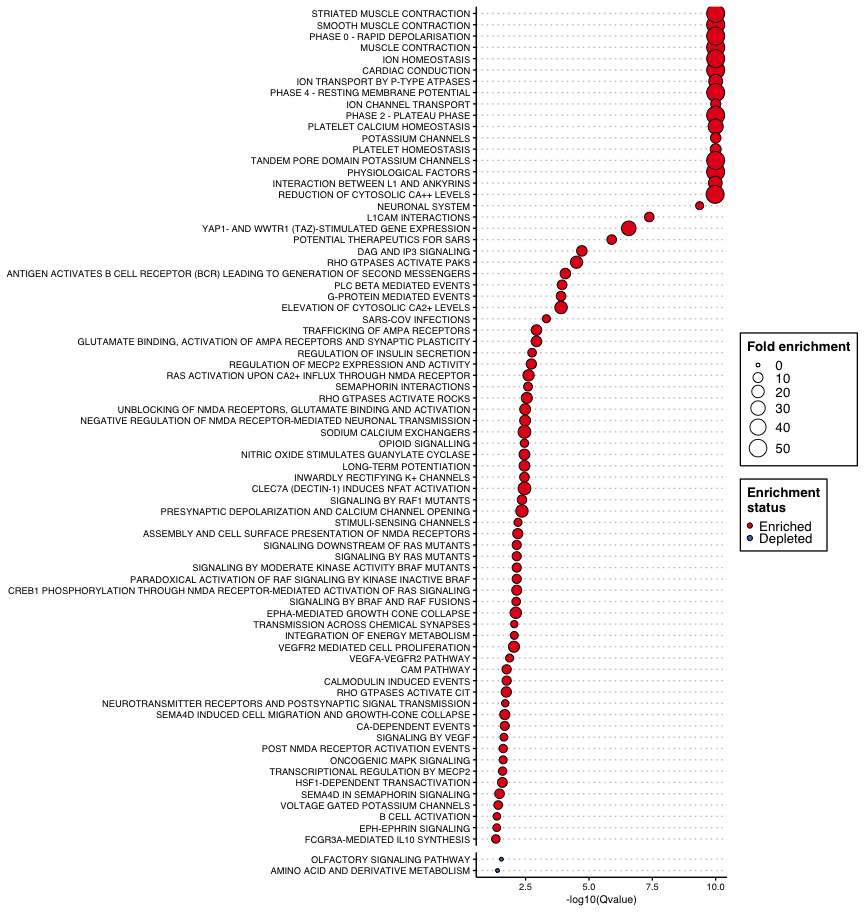 STRIATED MUSCLE CONTRACTION
SMOOTH MUSCLE CONTRACTION
PHASE 0 - RAPID DEPOLARISATION
MUSCLE CONTRACTION
ION HOMEOSTASIS
CARDIAC CONDUCTION
ION TRANSPORT BY P-TYPE ATPASES
PHASE 4 - RESTING MEMBRANE POTENTIAL
ION CHANNEL TRANSPORT
PHASE 2 - PLATEAU PHASE
PLATELET CALCIUM HOMEOSTASIS
POTASSIUM CHANNELS
PLATELET HOMEOSTASIS
TANDEM PORE DOMAIN POTASSIUM CHANNELS
PHYSIOLOGICAL FACTORS
INTERACTION BETWEEN L1 AND ANKYRINS
REDUCTION OF CYTOSOLIC CA++ LEVELS
NEURONAL SYSTEM
L1CAM INTERACTIONS
YAP1- AND WWTR1 (TAZ)-STIMULATED GENE EXPRESSION
POTENTIAL THERAPEUTICS FOR SARS
DAG AND IP3 SIGNALING
RHO GTPASES ACTIVATE PAKS
ANTIGEN ACTIVATES B CELL RECEPTOR (BCR) LEADING TO GENERATION OF SECOND MESSENGERS
PLC BETA MEDIATED EVENTS
G-PROTEIN MEDIATED EVENTS
ELEVATION OF CYTOSOLIC CA2+ LEVELS
SARS-COV INFECTIONS
TRAFFICKING OF AMPA RECEPTORS
GLUTAMATE BINDING, ACTIVATION OF AMPA RECEPTORS AND SYNAPTIC PLASTICITY
REGULATION OF INSULIN SECRETION
REGULATION OF MECP2 EXPRESSION AND ACTIVITY
RAS ACTIVATION UPON CA2+ INFLUX THROUGH NMDA RECEPTOR
SEMAPHORIN INTERACTIONS
RHO GTPASES ACTIVATE ROCKS
UNBLOCKING OF NMDA RECEPTORS, GLUTAMATE BINDING AND ACTIVATION
NEGATIVE REGULATION OF NMDA RECEPTOR-MEDIATED NEURONAL TRANSMISSION
SODIUM CALCIUM EXCHANGERS
OPIOID SIGNALLING
NITRIC OXIDE STIMULATES GUANYLATE CYCLASE
LONG-TERM POTENTIATION
INWARDLY RECTIFYING K+ CHANNELS
CLEC7A (DECTIN-1) INDUCES NFAT ACTIVATION
SIGNALING BY RAF1 MUTANTS
PRESYNAPTIC DEPOLARIZATION AND CALCIUM CHANNEL OPENING
STIMULI-SENSING CHANNELS
ASSEMBLY AND CELL SURFACE PRESENTATION OF NMDA RECEPTORS
SIGNALING DOWNSTREAM OF RAS MUTANTS
SIGNALING BY RAS MUTANTS
SIGNALING BY MODERATE KINASE ACTIVITY BRAF MUTANTS
PARADOXICAL ACTIVATION OF RAF SIGNALING BY KINASE INACTIVE BRAF
CREB1 PHOSPHORYLATION THROUGH NMDA RECEPTOR-MEDIATED ACTIVATION OF RAS SIGNALING
SIGNALING BY BRAF AND RAF FUSIONS
EPHA-MEDIATED GROWTH CONE COLLAPSE
TRANSMISSION ACROSS CHEMICAL SYNAPSES
INTEGRATION OF ENERGY METABOLISM
VEGFR2 MEDIATED CELL PROLIFERATION
VEGFA-VEGFR2 PATHWAY
CAM PATHWAY
CALMODULIN INDUCED EVENTS
RHO GTPASES ACTIVATE CIT
NEUROTRANSMITTER RECEPTORS AND POSTSYNAPTIC SIGNAL TRANSMISSION
SEMA4D INDUCED CELL MIGRATION AND GROWTH-CONE COLLAPSE
CA-DEPENDENT EVENTS
SIGNALING BY VEGF
POST NMDA RECEPTOR ACTIVATION EVENTS
ONCOGENIC MAPK SIGNALING
TRANSCRIPTIONAL REGULATION BY MECP2
HSF1-DEPENDENT TRANSACTIVATION
SEMA4D IN SEMAPHORIN SIGNALING
VOLTAGE GATED POTASSIUM CHANNELS
B CELL ACTIVATION
EPH-EPHRIN SIGNALING
FCGR3A-MEDIATED IL10 SYNTHESIS
OLFACTORY SIGNALING PATHWAY
AMINO ACID AND DERIVATIVE METABOLISM
2.5 5.0 7.5 10.0
-log10(Qvalue)
Fold enrichment
0
10
20
30
40
50
Enrichment
status
Enriched
Depleted